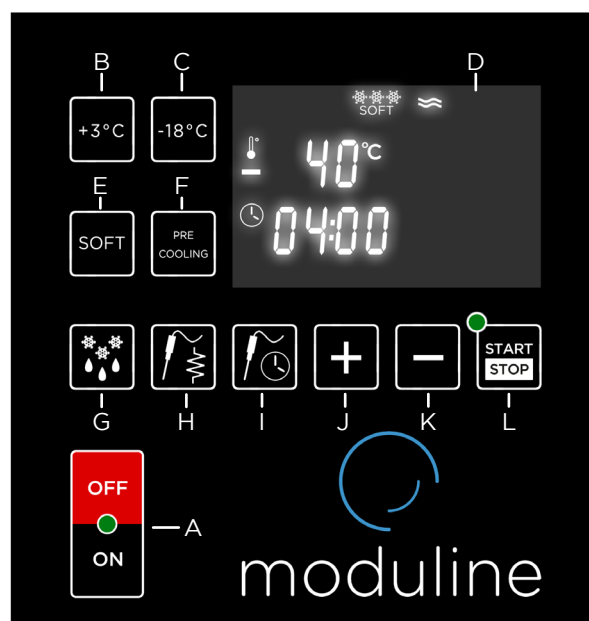 B
C
D
+3°C
-18°C
SOFT
40°C
04:00
E
F
SOFT
PRE
COOLING
START
STOP
G
H
I
J
K
L
OFF
ON
A
moduline